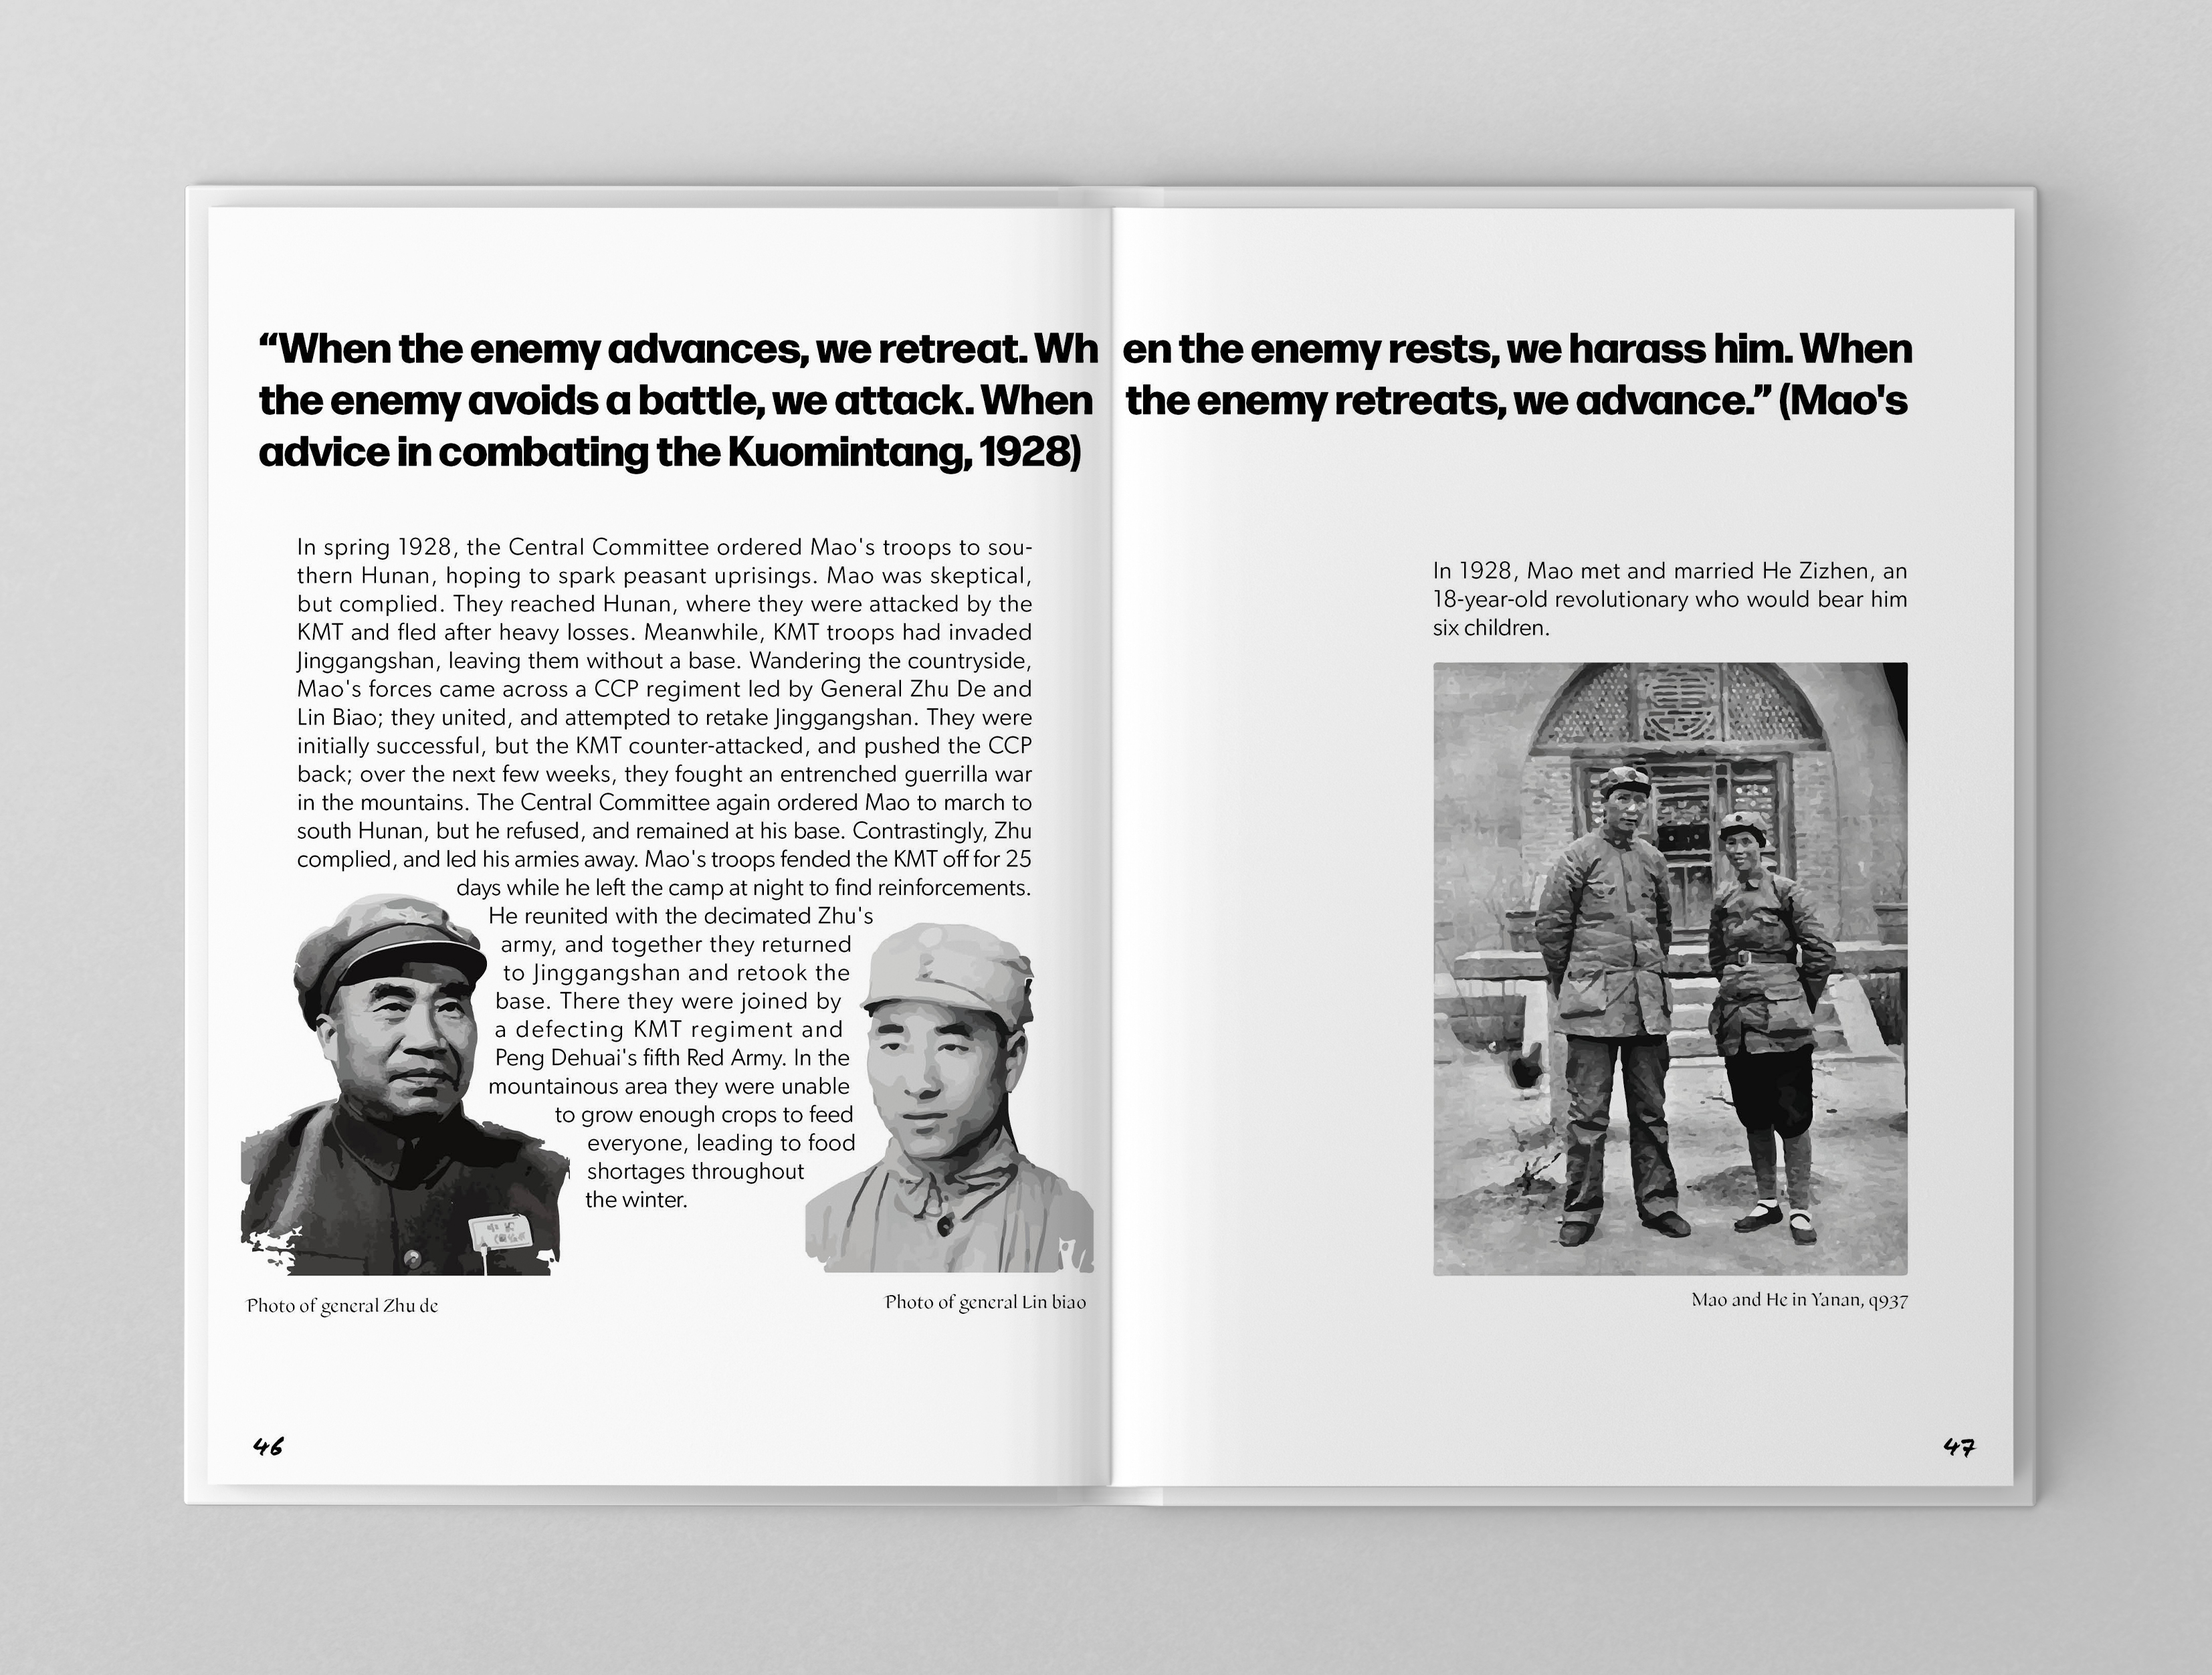 “When the enemy advances, we retreat. Wh en the enemy rests, we harass him. When
the enemy avoids a battle, we attack. When the enemy retreats, we advance.” (Mao's
advice in combating the Kuomintang, 1928)
In spring 1928, the Central Committee ordered Mao's troops to sou-
thern Hunan, hoping to spark peasant uprisings. Mao was skeptical,
but complied. They reached Hunan, where they were attacked by the
KMT and fled after heavy losses. Meanwhile, KMT troops had invaded
Jinggangshan, leaving them without a base. Wandering the countryside,
Mao's forces came across a CCP regiment led by General Zhu De and
Lin Biao; they united, and attempted to retake Jinggangshan. They were
initially successful, but the KMT counter-attacked, and pushed the CCP
back; over the next few weeks, they fought an entrenched guerrilla war
in the mountains. The Central Committee again ordered Mao to march to
south Hunan, but he refused, and remained at his base. Contrastingly, Zhu
complied, and led his armies away. Mao's troops fended the KMT off for 25
days while he left the camp at night to find reinforcements.
He reunited with the decimated Zhu's
army, and together they returned
to Jinggangshan and retook the
base. There they were joined by
a defecting KMT regiment and
Peng Dehuai's fifth Red Army. In the
mountainous area they were unable
to grow enough crops to feed
everyone, leading to food
shortages throughout
the winter.
Photo of general Zhu de
Photo of general Lin biao
46
In 1928, Mao met and married He Zizhen, an
18-year-old revolutionary who would bear him
six children.
Mao and He in Yanan, q937
47